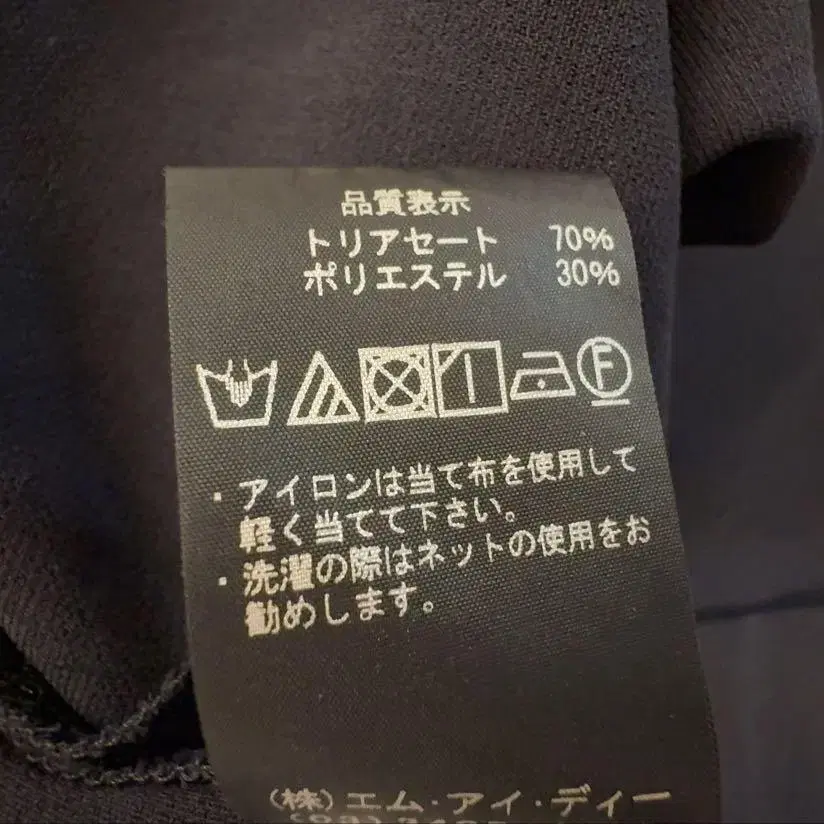 品質表示
トリアセート 70%
ポリエステル 30%
F
・アイロンは当て布を使用して
軽く当てて下さい。
・洗濯の際はネットの使用をお
勧めします。
(株)エム・アイ・ディー